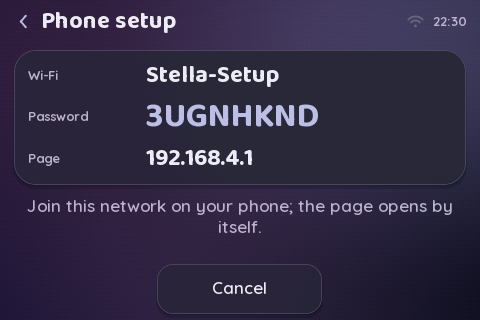 Phone setup
22:30
Wi-Fi Stella-Setup
Password 3UGNHKND
Page 192.168.4.1
Join this network on your phone; the page opens by
itself.
Cancel